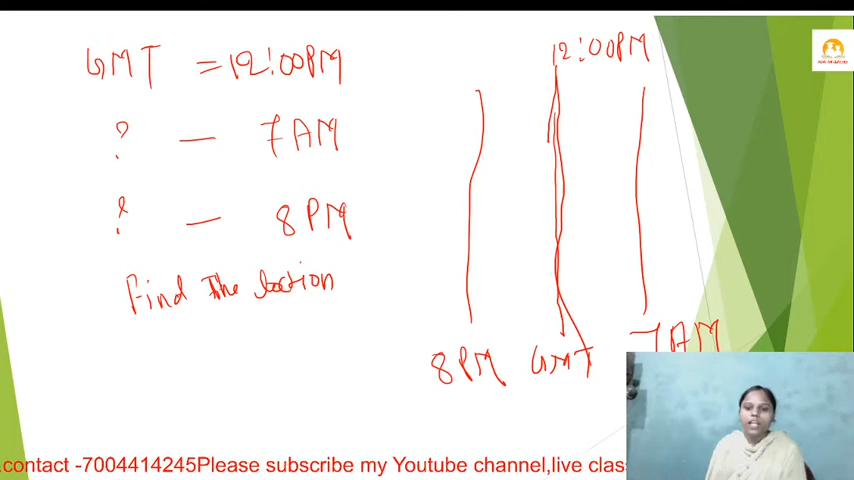 GMT = 12:00PM
? — 7AM
? — 8PM
Find the location
12:00PM
8PM GMT 7AM
.contact -7004414245Please subscribe my Youtube channel,live clas